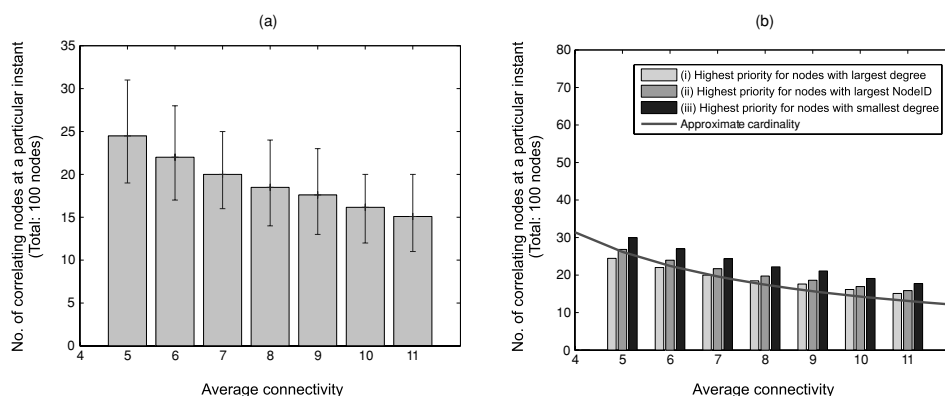 (a)
No. of correlating nodes at a particular instant
(Total: 100 nodes)
35
30
25
20
15
10
5
0
4 5 6 7 8 9 10 11
Average connectivity
(b)
No. of correlating nodes at a particular instant
(Total: 100 nodes)
80
70
60
50
40
30
20
10
0
(i) Highest priority for nodes with largest degree
(ii) Highest priority for nodes with largest NodeID
(iii) Highest priority for nodes with smallest degree
Approximate cardinality
4 5 6 7 8 9 10 11
Average connectivity